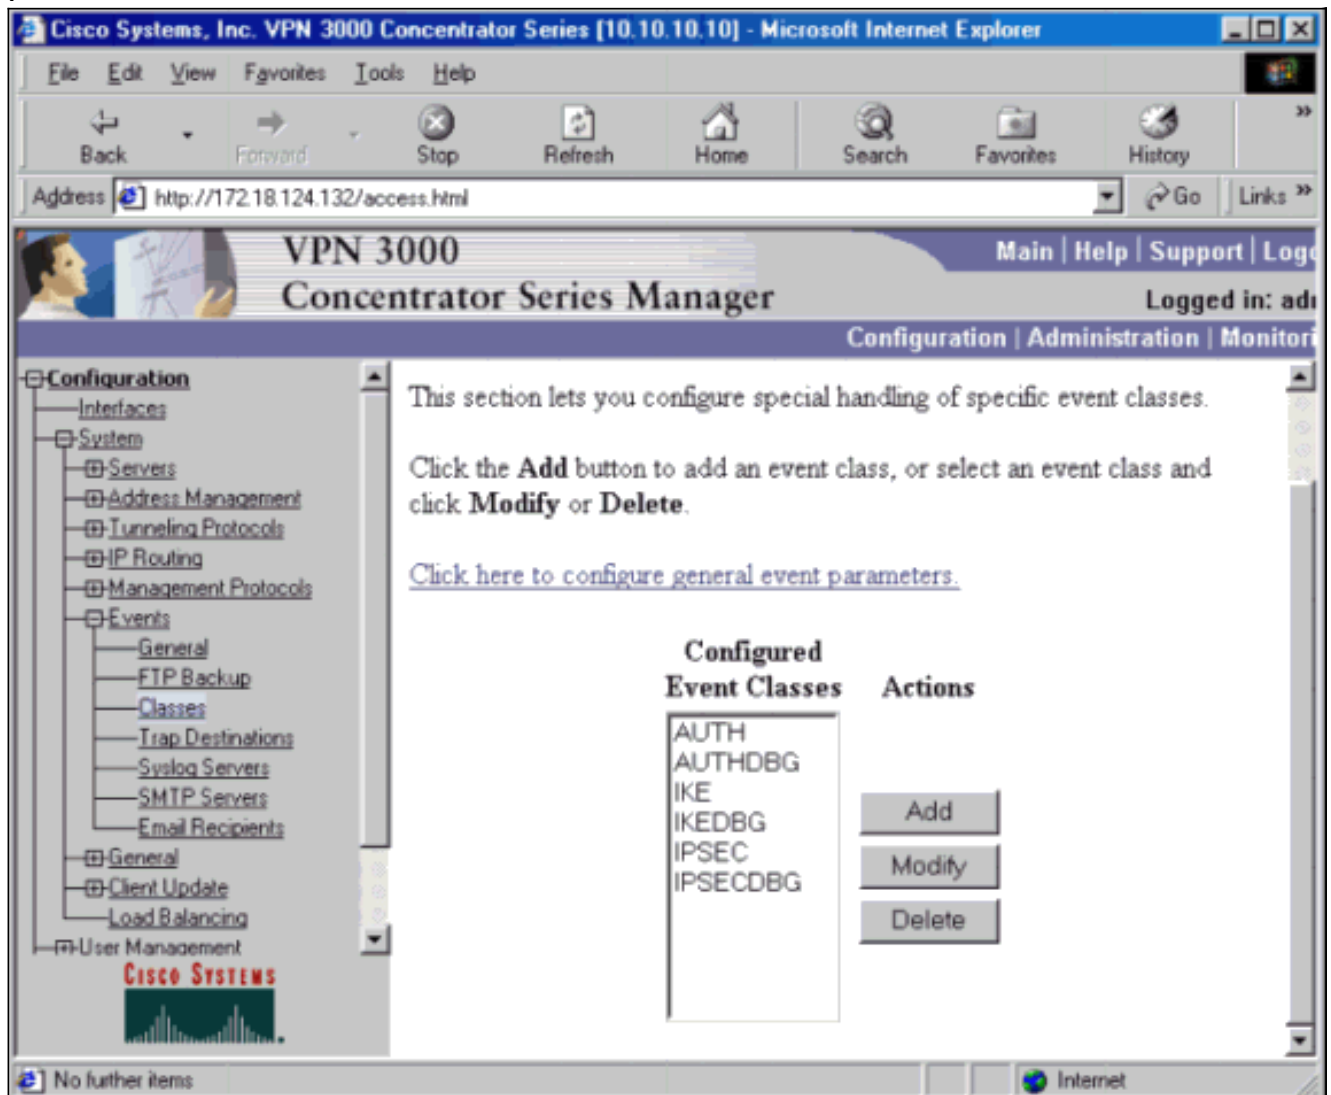 Cisco Systems, Inc. VPN 3000 Concentrator Series [10.10.10.10] - Microsoft Internet Explorer
File Edit View Favorites Tools Help
Back Forward Stop Refresh Home Search Favorites History »
Address http://172.18.124.132/access.html Go Links »
VPN 3000
Concentrator Series Manager
Main | Help | Support | Logo
Logged in: adm
Configuration | Administration | Monitori
Configuration
Interfaces
System
Servers
Address Management
Tunneling Protocols
IP Routing
Management Protocols
Events
General
FTP Backup
Classes
Trap Destinations
Syslog Servers
SMTP Servers
Email Recipients
General
Client Update
Load Balancing
User Management
CISCO SYSTEMS
This section lets you configure special handling of specific event classes.
Click the Add button to add an event class, or select an event class and
click Modify or Delete.
Click here to configure general event parameters.
Configured
Event Classes Actions
AUTH
AUTHDBG
IKE
IKEDBG
IPSEC
IPSECDBG
Add
Modify
Delete
No further items Internet